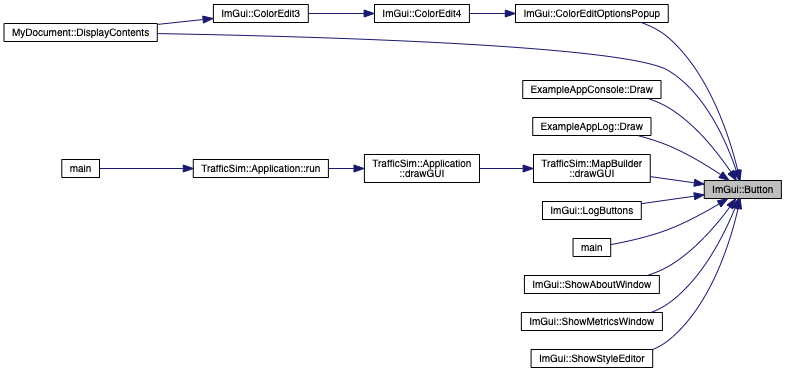 ImGui::ColorEdit3
ImGui::ColorEdit4
ImGui::ColorEditOptionsPopup
MyDocument::DisplayContents
ExampleAppConsole::Draw
ExampleAppLog::Draw
main
TrafficSim::Application::run
TrafficSim::Application
::drawGUI
TrafficSim::MapBuilder
::drawGUI
ImGui::Button
ImGui::LogButtons
main
ImGui::ShowAboutWindow
ImGui::ShowMetricsWindow
ImGui::ShowStyleEditor